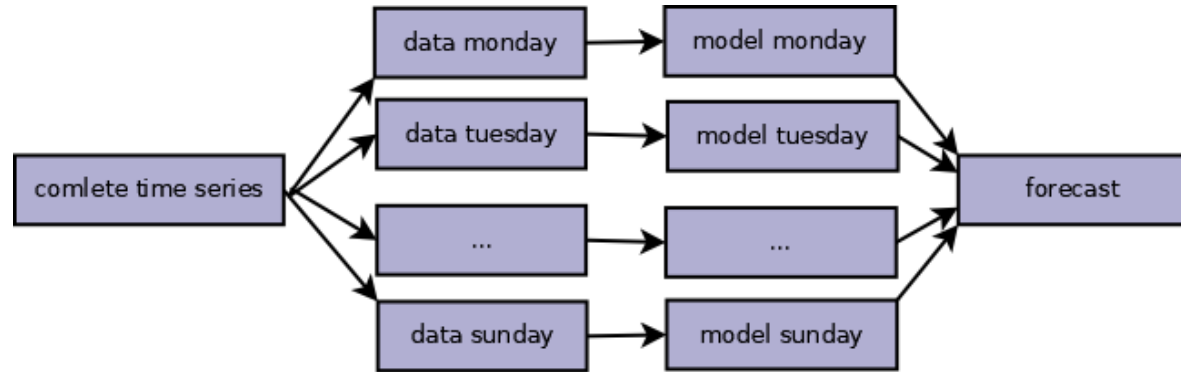 data monday
model monday
data tuesday
model tuesday
comlete time series
forecast
...
...
data sunday
model sunday